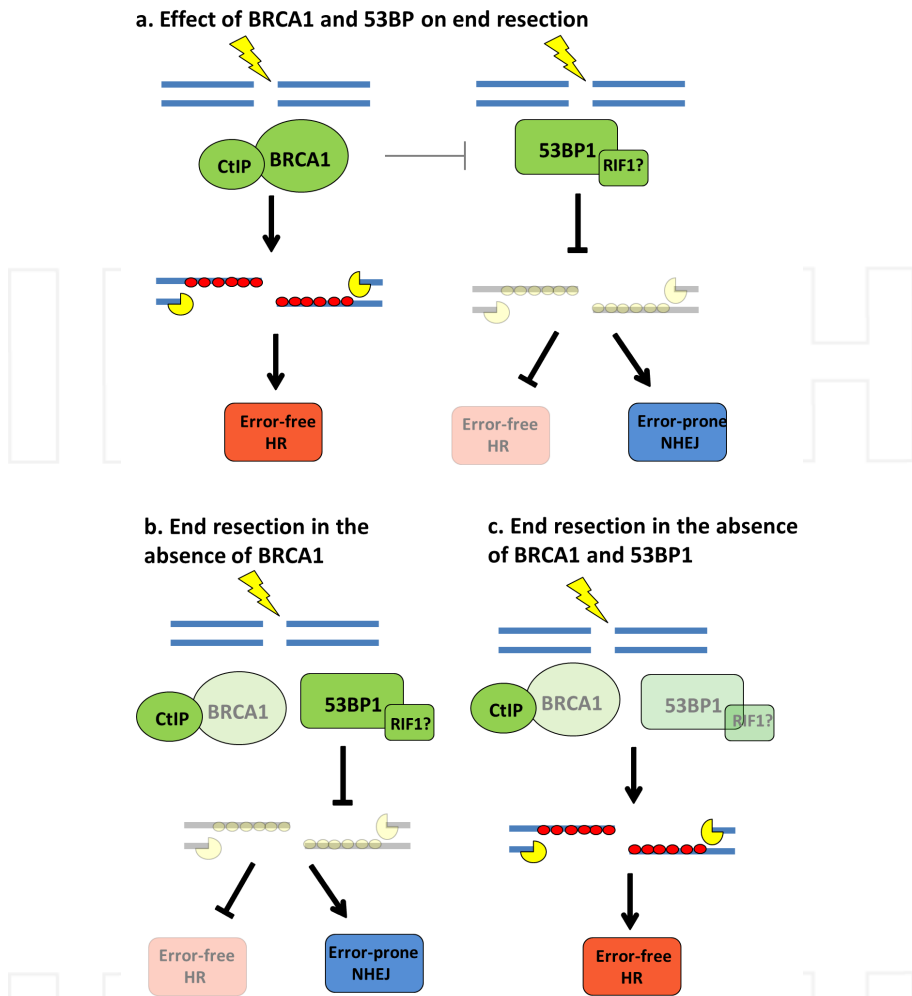 a. Effect of BRCA1 and 53BP on end resection
CtIP
BRCA1
53BP1
RIF1?
Error-free
HR
Error-free
HR
Error-prone
NHEJ
b. End resection in the
absence of BRCA1
c. End resection in the absence
of BRCA1 and 53BP1
CtIP
BRCA1
53BP1
RIF1?
CtIP
BRCA1
53BP1
RIF1?
Error-free
HR
Error-prone
NHEJ
Error-free
HR